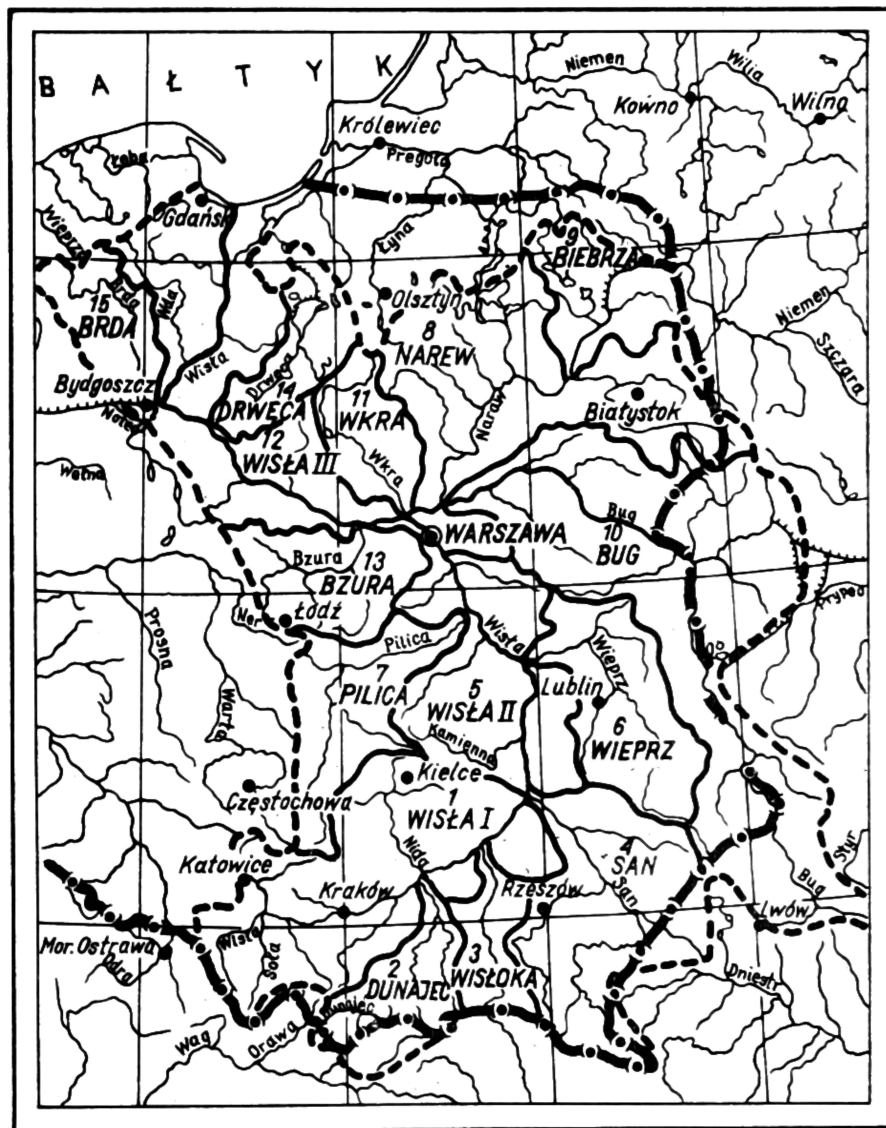 BAŁTYK
Niemen
Wilia
Kowno
Wilno
Królewiec
Pregoła
Łaba
Gdańsk
Wieprza
Łyna
9
BIEBRZA
Brda
Wda
15
BRDA
Olsztyn
8
NAREW
Niemen
Szczara
Wisła
Drwęca
14
DRWĘCA
11
WKRA
Narew
Białystok
Bydgoszcz
Noteć
12
WISŁA III
Wkra
Wełna
WARSZAWA
Bug
10
BUG
Bzura
13
BZURA
Prypeć
Ner
Łódź
Pilica
Wisła
Wieprz
Prosna
Warta
7
PILICA
5
WISŁA II
Lublin
6
WIEPRZ
Kamienna
Kielce
Częstochowa
1
WISŁA I
Nida
4
SAN
San
Styr
Bug
Katowice
Kraków
Rzeszów
Lwów
Mor. Ostrawa
Odra
Wisła
Soła
2
DUNAJEC
3
WISŁOKA
Dniestr
Dunajec
Wag
Orawa